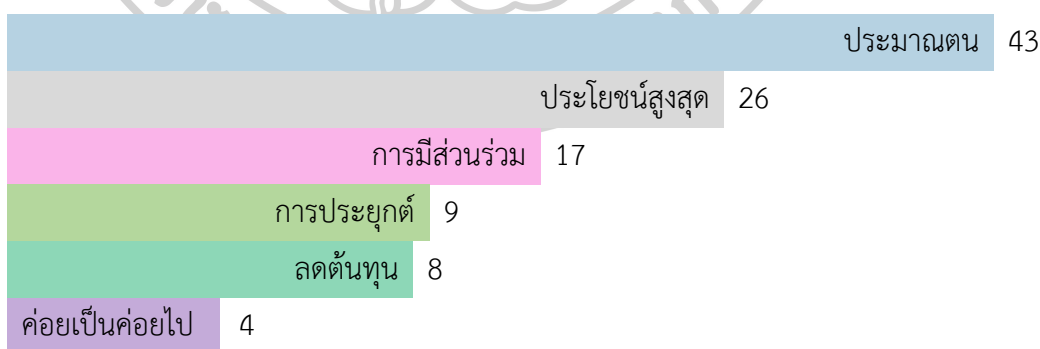 ประมาณตน 43
ประโยชน์สูงสุด 26
การมีส่วนร่วม 17
การประยุกต์ 9
ลดต้นทุน 8
ค่อยเป็นค่อยไป 4